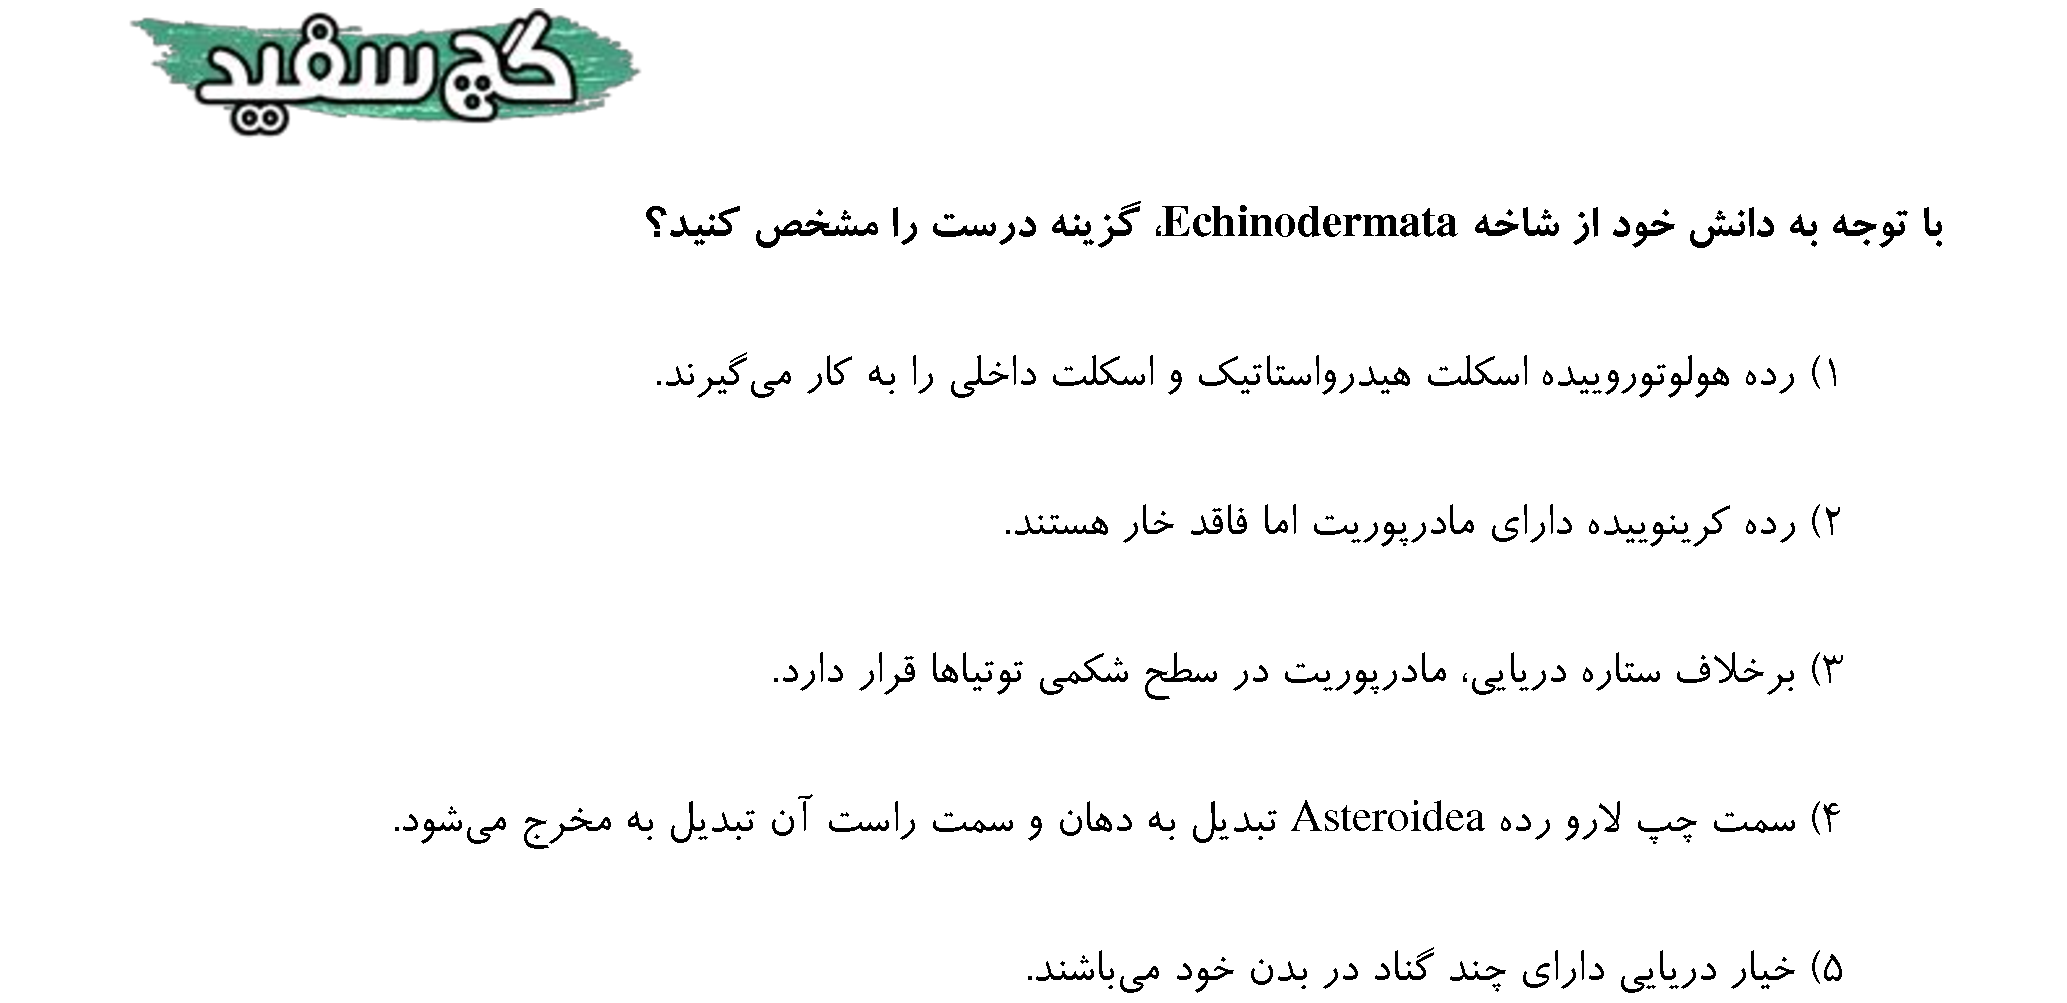 گچ سفید
با توجه به دانش خود از شاخه Echinodermata، گزینه درست را مشخص کنید؟
۱) رده هولوتوروییده اسکلت هیدرواستاتیک و اسکلت داخلی را به کار می‌گیرند.
۲) رده کرینوییده دارای مادرپوریت اما فاقد خار هستند.
۳) برخلاف ستاره دریایی، مادرپوریت در سطح شکمی توتیاها قرار دارد.
۴) سمت چپ لارو رده Asteroidea تبدیل به دهان و سمت راست آن تبدیل به مخرج می‌شود.
۵) خیار دریایی دارای چند گناد در بدن خود می‌باشند.